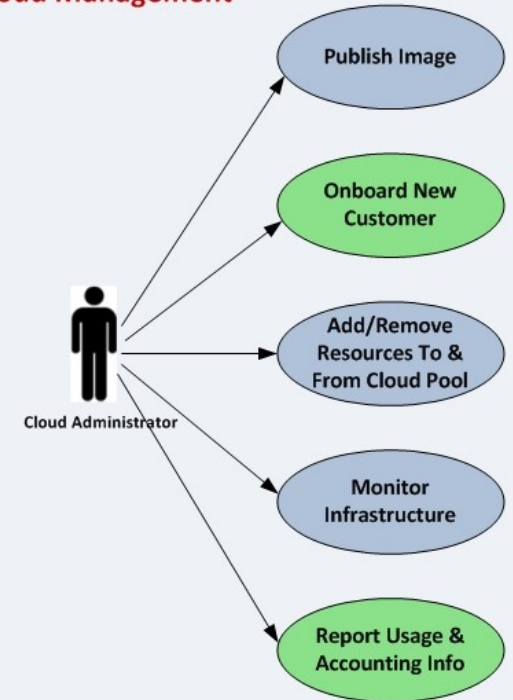 Management
Publish Image
Onboard New
Customer
Add/Remove
Resources To &
From Cloud Pool
Cloud Administrator
Monitor
Infrastructure
Report Usage &
Accounting Info